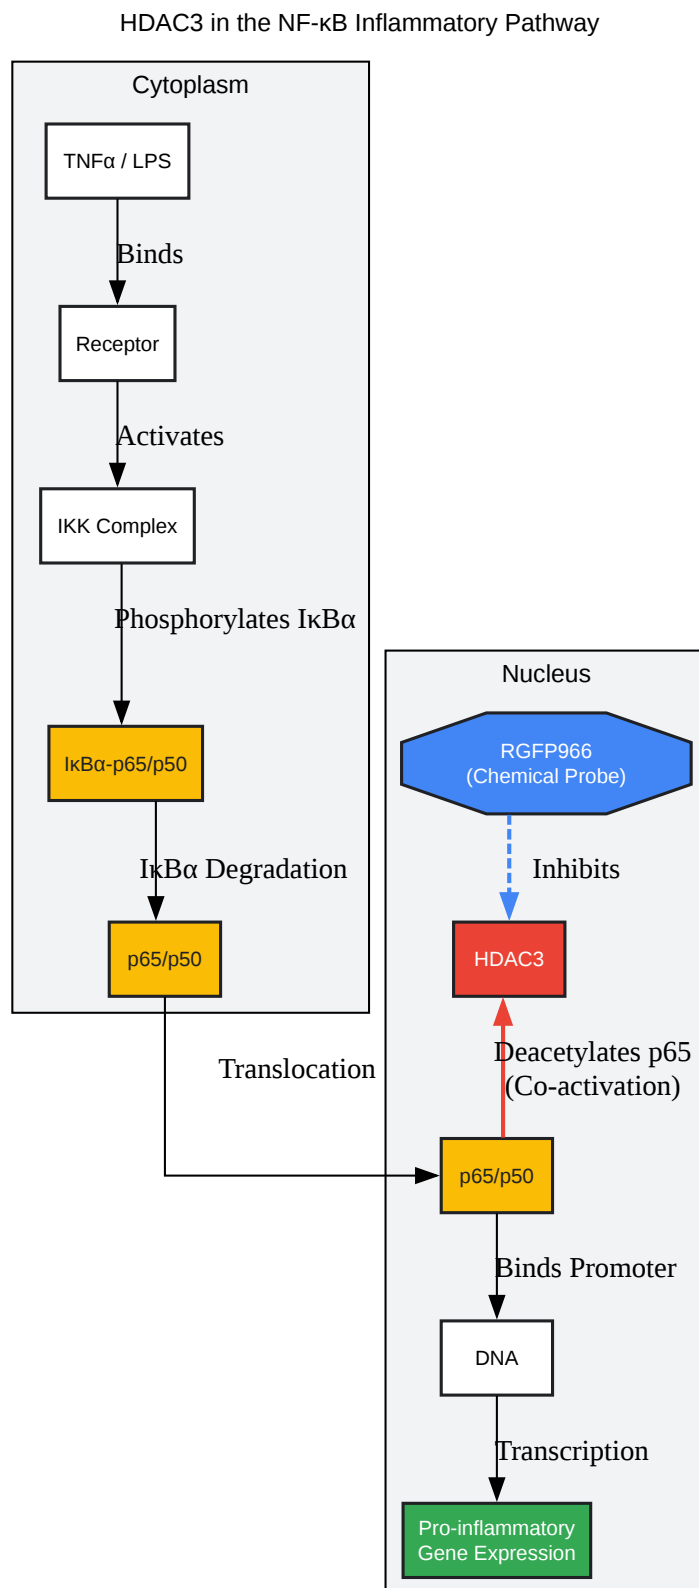 HDAC3 in the NF-κB Inflammatory Pathway
Cytoplasm
TNFα / LPS
Binds
Receptor
Activates
IKK Complex
Phosphorylates IκBα
IκBα-p65/p50
IκBα Degradation
p65/p50
Translocation
Nucleus
RGFP966
(Chemical Probe)
Inhibits
HDAC3
Deacetylates p65
(Co-activation)
p65/p50
Binds Promoter
DNA
Transcription
Pro-inflammatory
Gene Expression